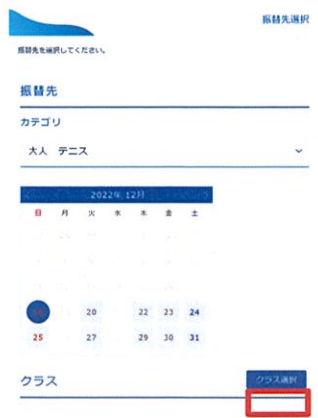 振替先選択
振替先を選択してください。
振替先
カテゴリ
大人 テニス
2022年 12月
日 月 火 水 木 金 土
20 22 23 24
25 27 29 30 31
クラス
クラス選択